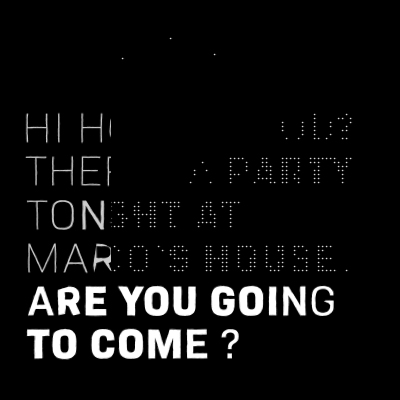 HI
A PARTY
TONIGHT AT
MARCO'S HOUSE.
ARE YOU GOING
TO COME ?